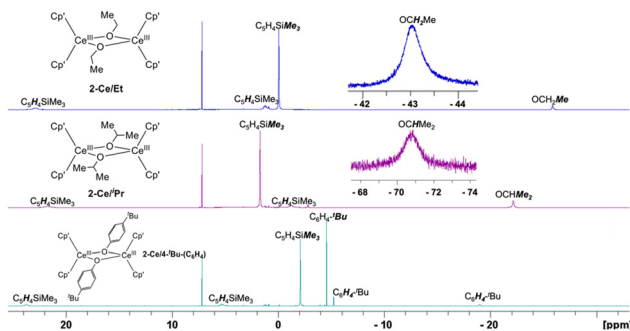 Cp' Me Cp'
Ce^III O Ce^III
O
Cp' Me Cp'
2-Ce/Et
C₅H₄SiMe₃
C₅H₄SiMe₃
C₅H₄SiMe₃
OCH₂Me
- 42 - 43 - 44
OCH₂Me
Cp' Me Cp'
O Me
Ce^III Ce^III
Me O
Cp' Me Cp'
2-Ce/ⁱPr
C₅H₄SiMe₃
C₅H₄SiMe₃
C₅H₄SiMe₃
OCHMe₂
- 68 - 70 - 72 - 74
OCHMe₂
ᵗBu
Cp' Cp'
Ce^III O Ce^III
O
Cp' Cp'
ᵗBu
2-Ce/4-ᵗBu-(C₆H₄)
C₅H₄SiMe₃
C₅H₄SiMe₃
C₅H₄SiMe₃
C₆H₄-ᵗBu
C₆H₄-ᵗBu
C₆H₄-ᵗBu
20 10 0 - 10 - 20 [ppm]